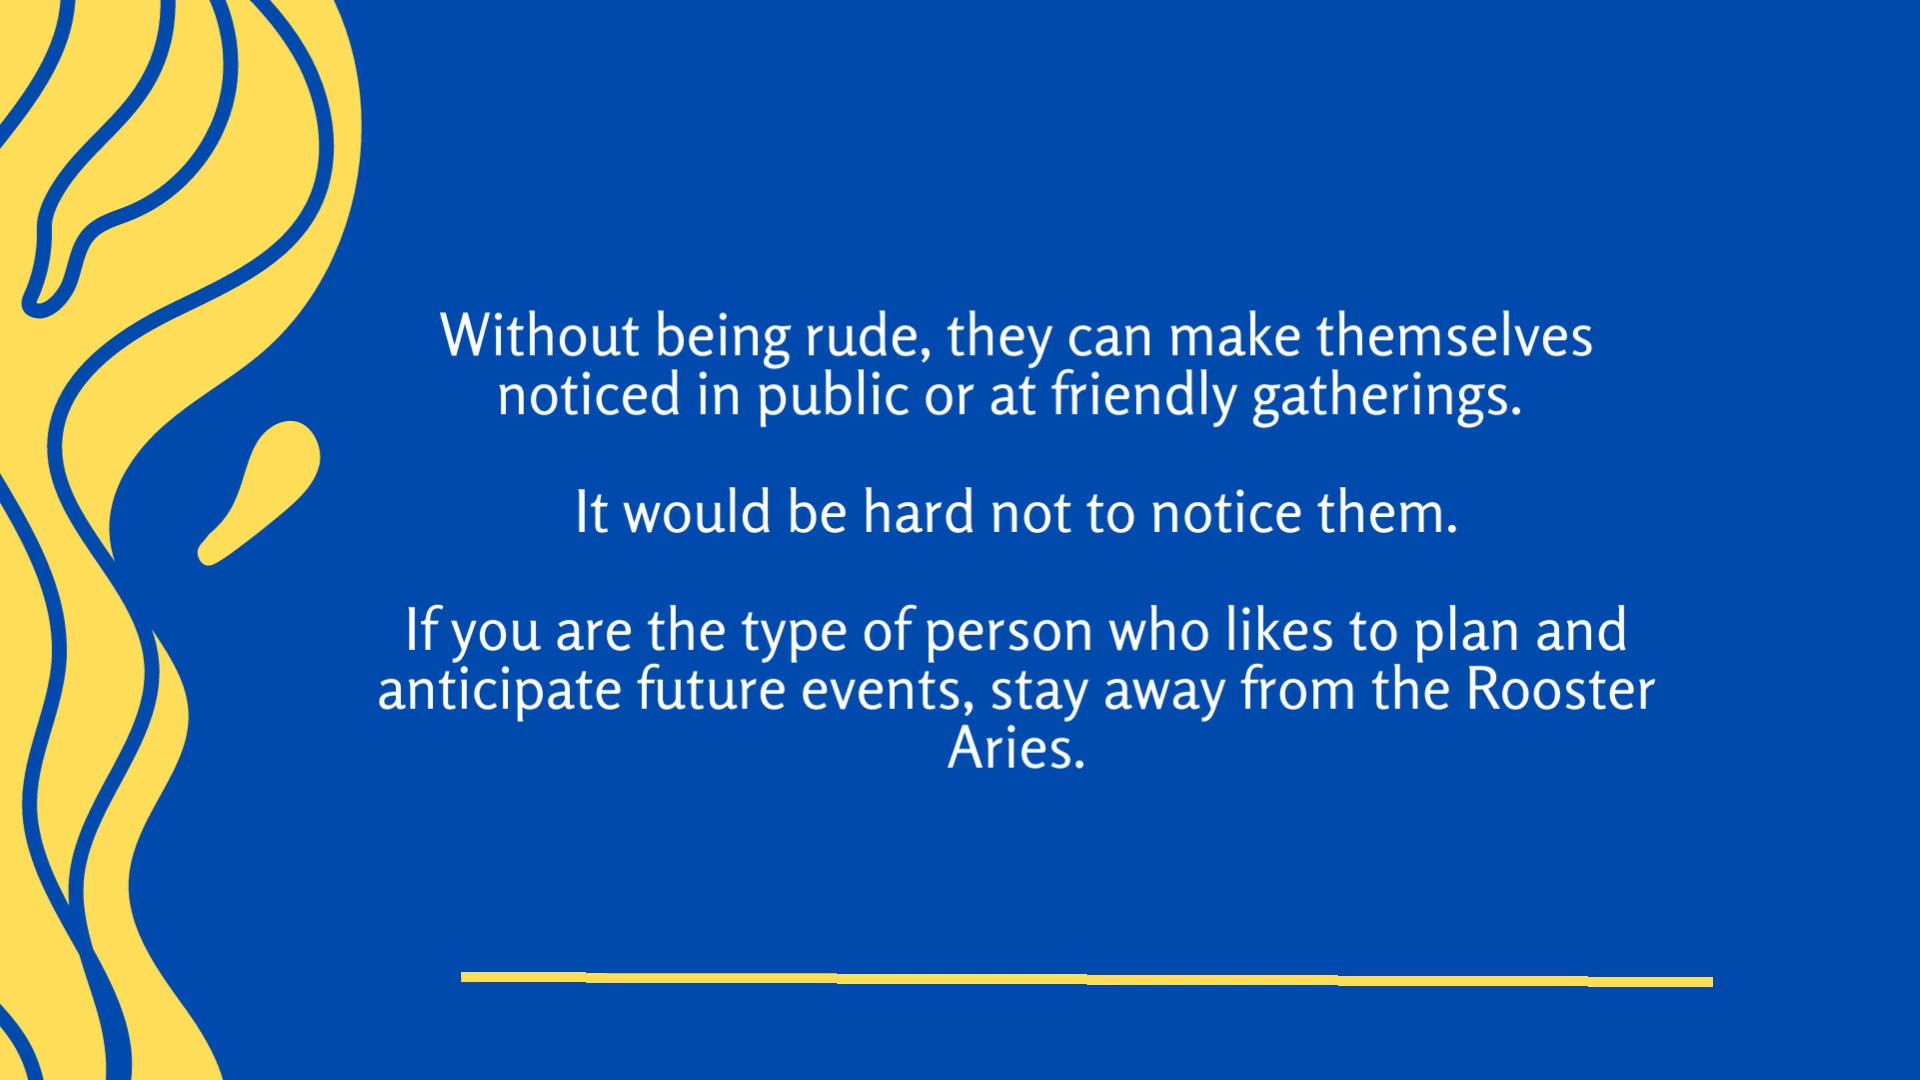 Without being rude, they can make themselves
noticed in public or at friendly gatherings.
It would be hard not to notice them.
If you are the type of person who likes to plan and
anticipate future events, stay away from the Rooster
Aries.